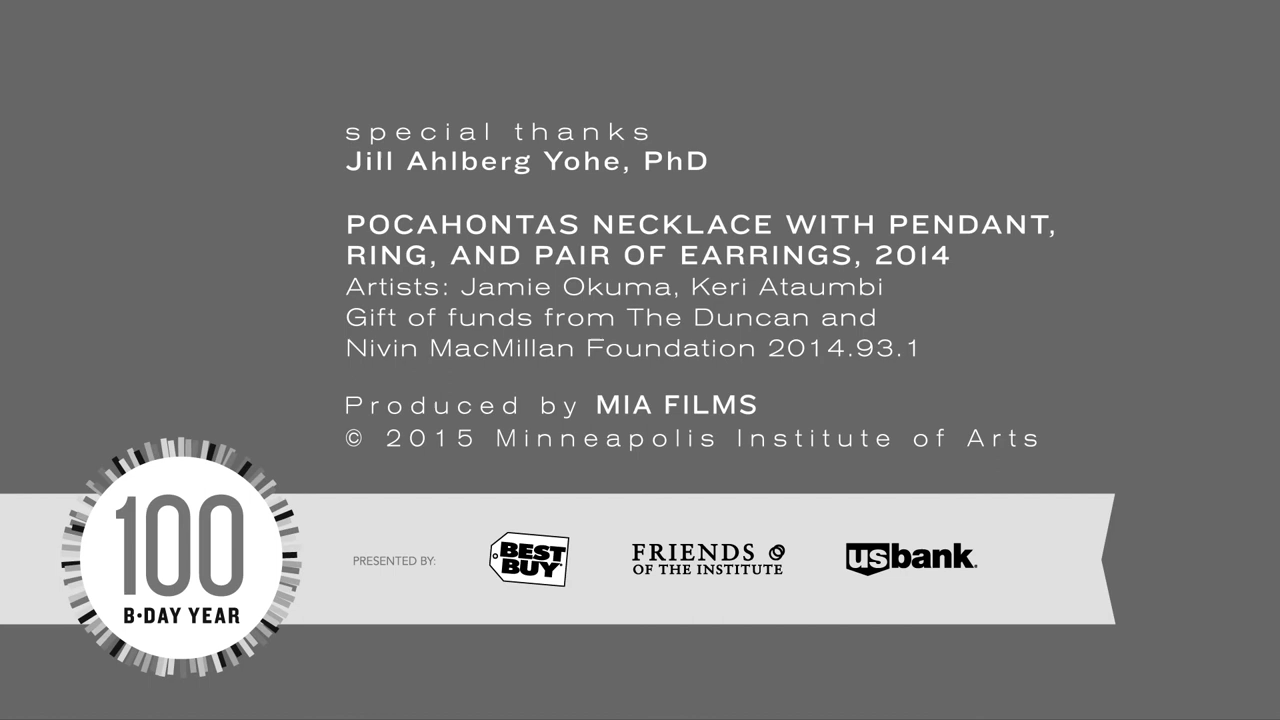 special thanks
Jill Ahlberg Yohe, PhD
POCAHONTAS NECKLACE WITH PENDANT,
RING, AND PAIR OF EARRINGS, 2014
Artists: Jamie Okuma, Keri Ataumbi
Gift of funds from The Duncan and
Nivin MacMillan Foundation 2014.93.1
Produced by MIA FILMS
© 2015 Minneapolis Institute of Arts
100
B•DAY YEAR
PRESENTED BY:
BEST
BUY
FRIENDS
OF THE INSTITUTE
usbank.